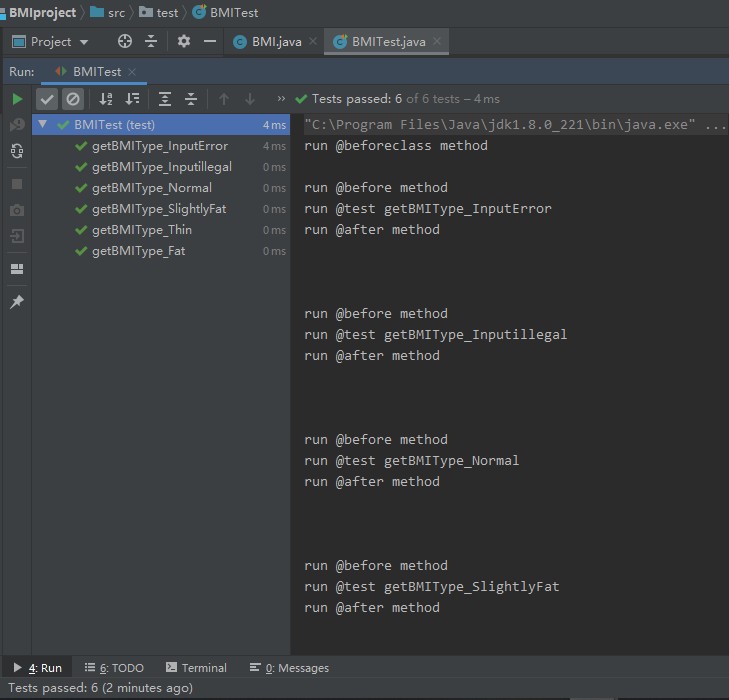 BMIproject src test BMITest
Project BMI.java BMITest.java
Run: BMITest
Tests passed: 6 of 6 tests – 4 ms
BMITest (test) 4 ms
getBMIType_InputError 4 ms
getBMIType_Inputillegal 0 ms
getBMIType_Normal 0 ms
getBMIType_SlightlyFat 0 ms
getBMIType_Thin 0 ms
getBMIType_Fat 0 ms
"C:\Program Files\Java\jdk1.8.0_221\bin\java.exe" ...
run @beforeclass method
run @before method
run @test getBMIType_InputError
run @after method
run @before method
run @test getBMIType_Inputillegal
run @after method
run @before method
run @test getBMIType_Normal
run @after method
run @before method
run @test getBMIType_SlightlyFat
run @after method
4: Run 6: TODO Terminal 0: Messages
Tests passed: 6 (2 minutes ago)